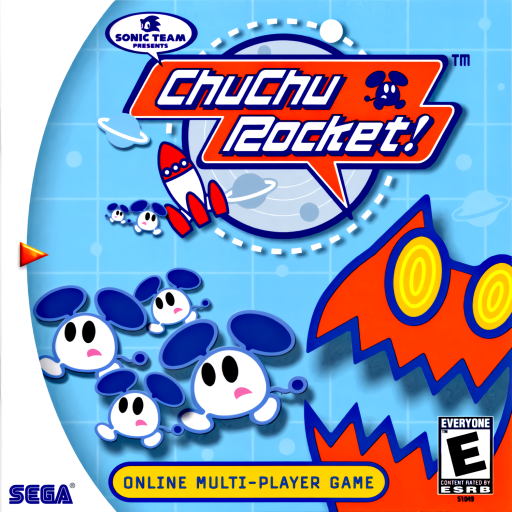 SONIC TEAM
PRESENTS
ChuChu
Rocket!
TM
ONLINE MULTI-PLAYER GAME
SEGA
EVERYONE
E
CONTENT RATED BY
ESRB